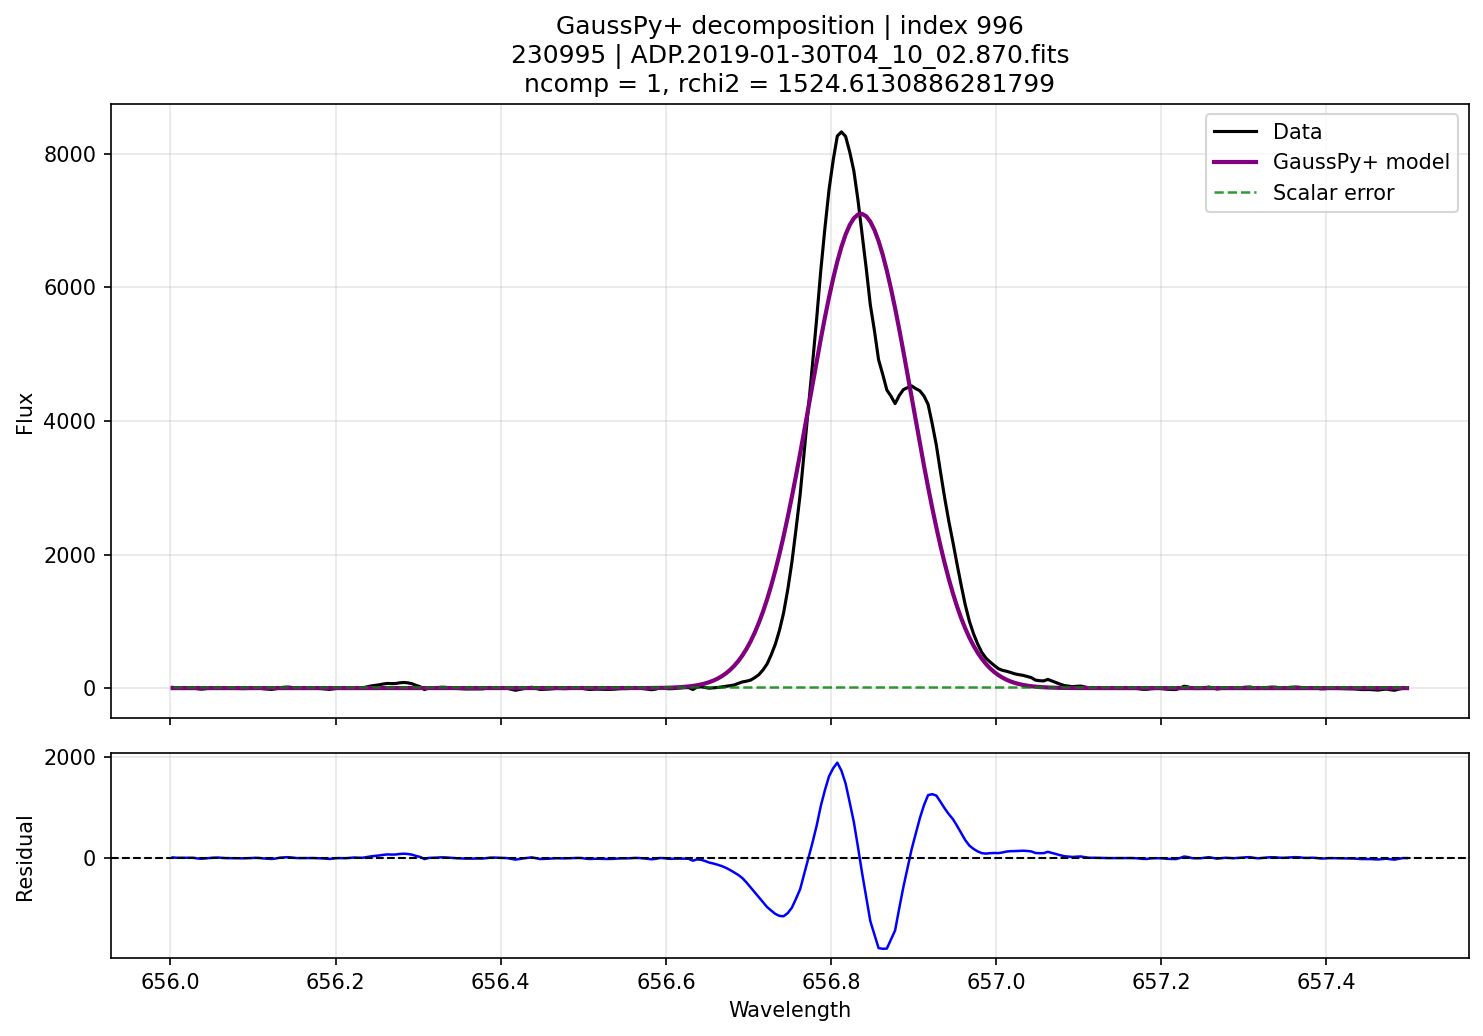 GaussPy+ decomposition | index 996
230995 | ADP.2019-01-30T04_10_02.870.fits
ncomp = 1, rchi2 = 1524.6130886281799
Data
GaussPy+ model
Scalar error
8000
6000
4000
2000
0
Flux
2000
0
Residual
656.0
656.2
656.4
656.6
656.8
657.0
657.2
657.4
Wavelength